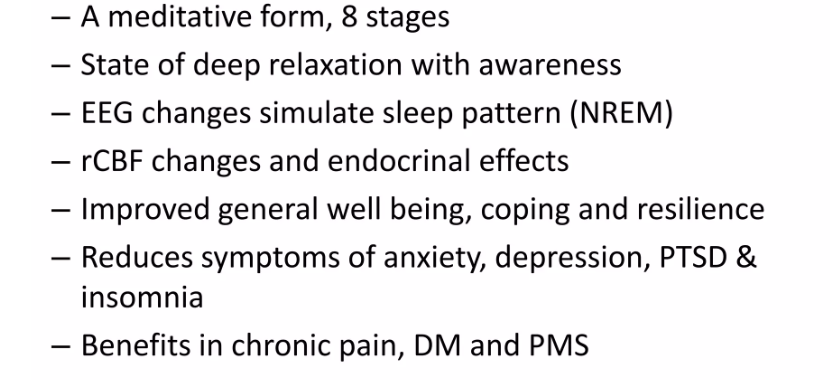 – A meditative form, 8 stages
– State of deep relaxation with awareness
– EEG changes simulate sleep pattern (NREM)
– rCBF changes and endocrinal effects
– Improved general well being, coping and resilience
– Reduces symptoms of anxiety, depression, PTSD &
insomnia
– Benefits in chronic pain, DM and PMS